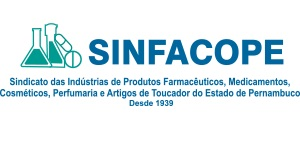 SINFACOPE
Sindicato das Indústrias de Produtos Farmacêuticos, Medicamentos,
Cosméticos, Perfumaria e Artigos de Toucador do Estado de Pernambuco
Desde 1939